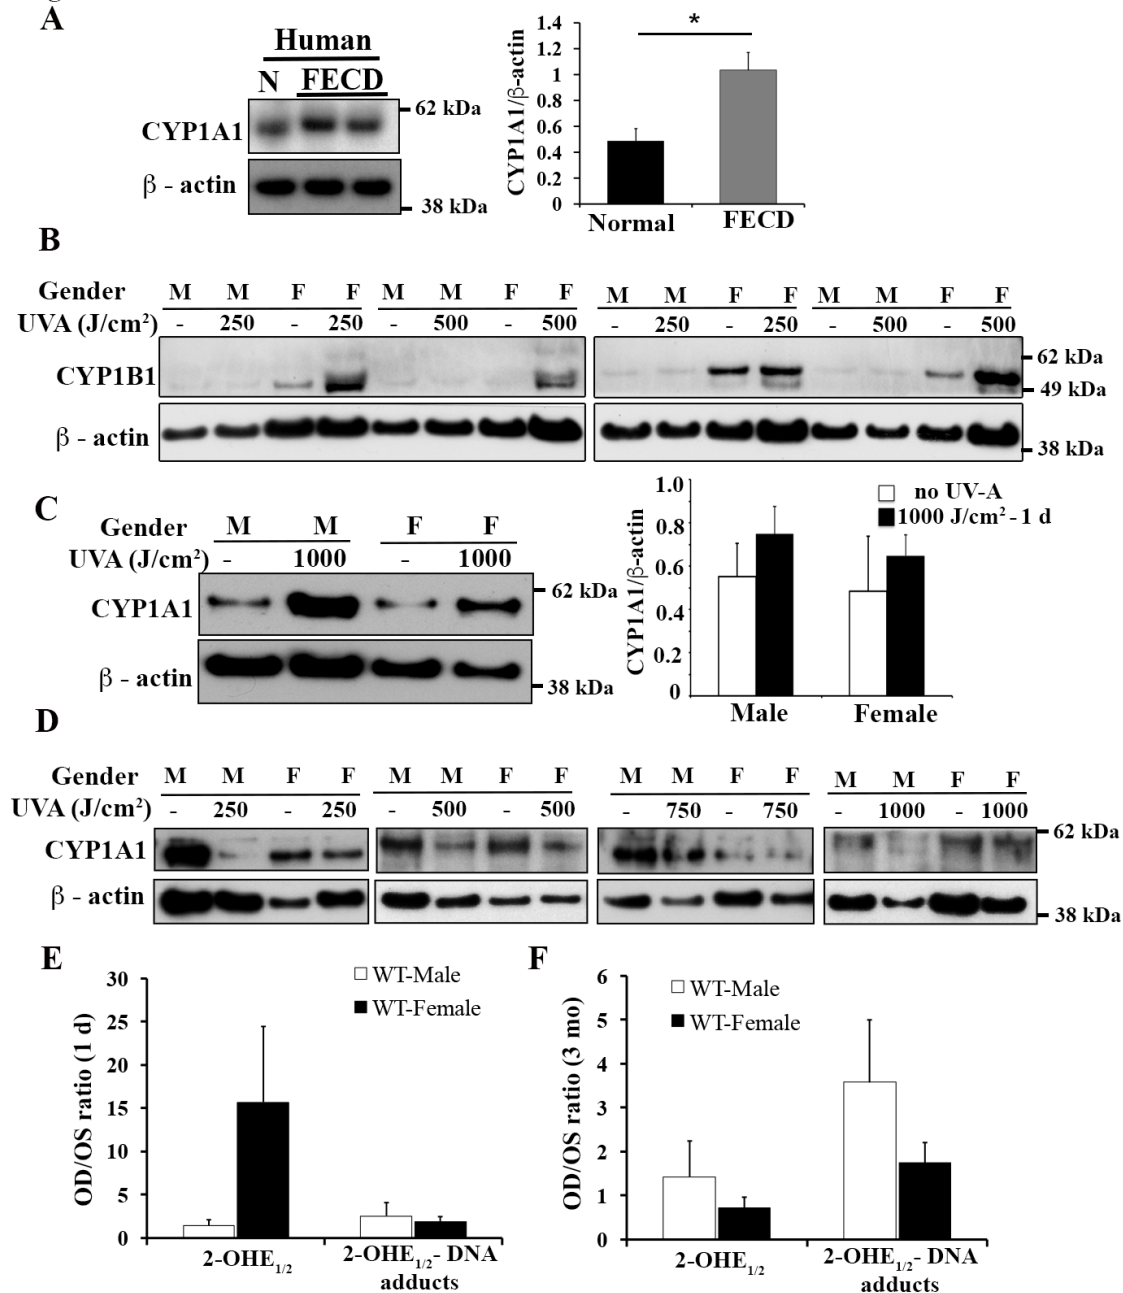 A
Human
N FECD
CYP1A1
62 kDa
β - actin
38 kDa
CYP1A1/β-actin
1.4
1.2
1
0.8
0.6
0.4
0.2
0
*
Normal FECD
B
Gender M M F F M M F F M M F F M M F F
UVA (J/cm²) - 250 - 250 - 500 - 500 - 250 - 250 - 500 - 500
CYP1B1
62 kDa
49 kDa
β - actin
38 kDa
C
Gender M M F F
UVA (J/cm²) - 1000 - 1000
CYP1A1
62 kDa
β - actin
38 kDa
CYP1A1/β-actin
1.0
0.8
0.6
0.4
0.2
0
no UV-A
1000 J/cm² - 1 d
Male Female
D
Gender M M F F M M F F M M F F M M F F
UVA (J/cm²) - 250 - 250 - 500 - 500 - 750 - 750 - 1000 - 1000
CYP1A1
62 kDa
β - actin
38 kDa
E
OD/OS ratio (1 d)
30
25
20
15
10
5
0
WT-Male
WT-Female
2-OHE1/2
2-OHE1/2- DNA
adducts
F
OD/OS ratio (3 mo)
6
5
4
3
2
1
0
WT-Male
WT-Female
2-OHE1/2
2-OHE1/2- DNA
adducts